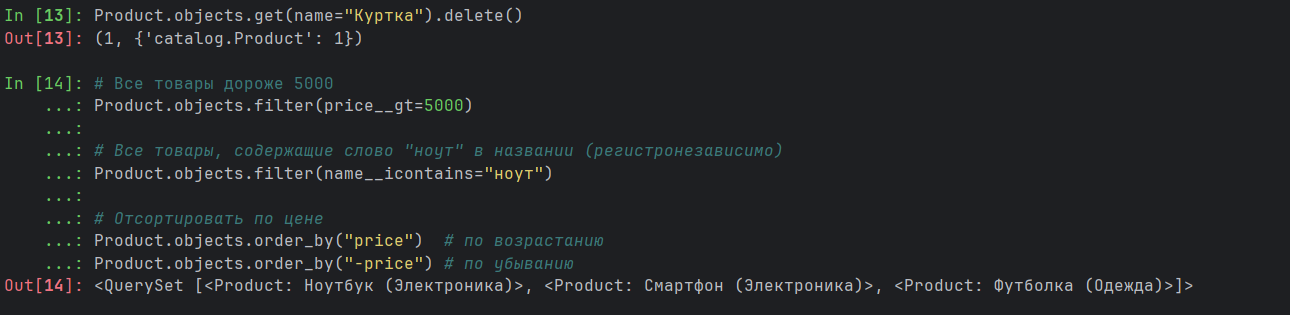 In [13]: Product.objects.get(name="Куртка").delete()
Out[13]: (1, {'catalog.Product': 1})
In [14]: # Все товары дороже 5000
...: Product.objects.filter(price__gt=5000)
...:
...: # Все товары, содержащие слово "ноут" в названии (регистронезависимо)
...: Product.objects.filter(name__icontains="ноут")
...:
...: # Отсортировать по цене
...: Product.objects.order_by("price")  # по возрастанию
...: Product.objects.order_by("-price") # по убыванию
Out[14]: <QuerySet [<Product: Ноутбук (Электроника)>, <Product: Смартфон (Электроника)>, <Product: Футболка (Одежда)>]>